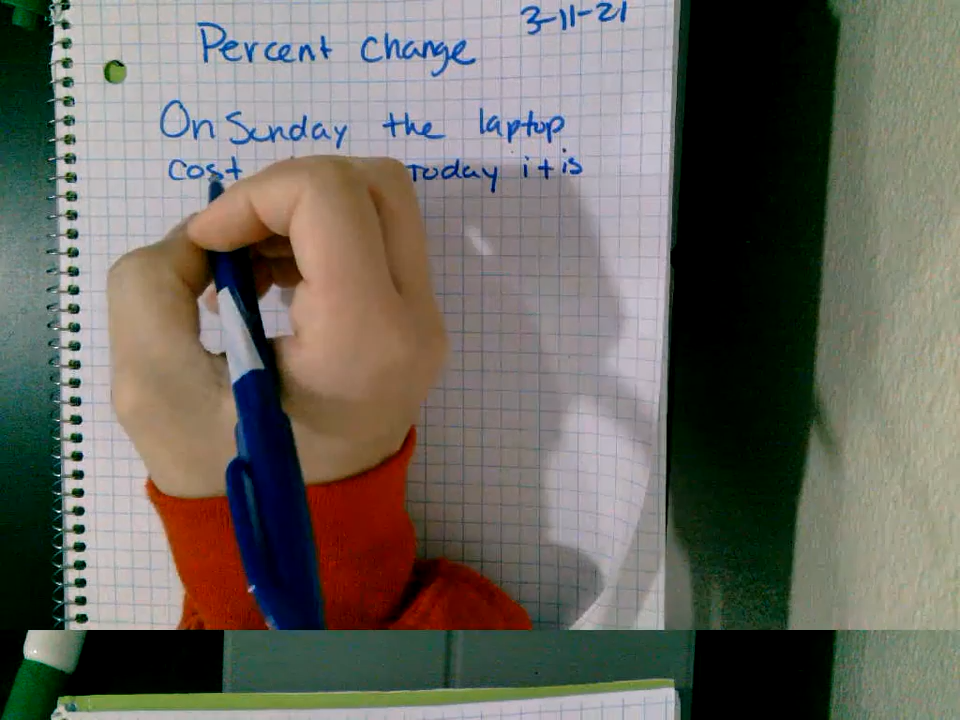 3-11-21
Percent Change
On Sunday the laptop
cost today it is